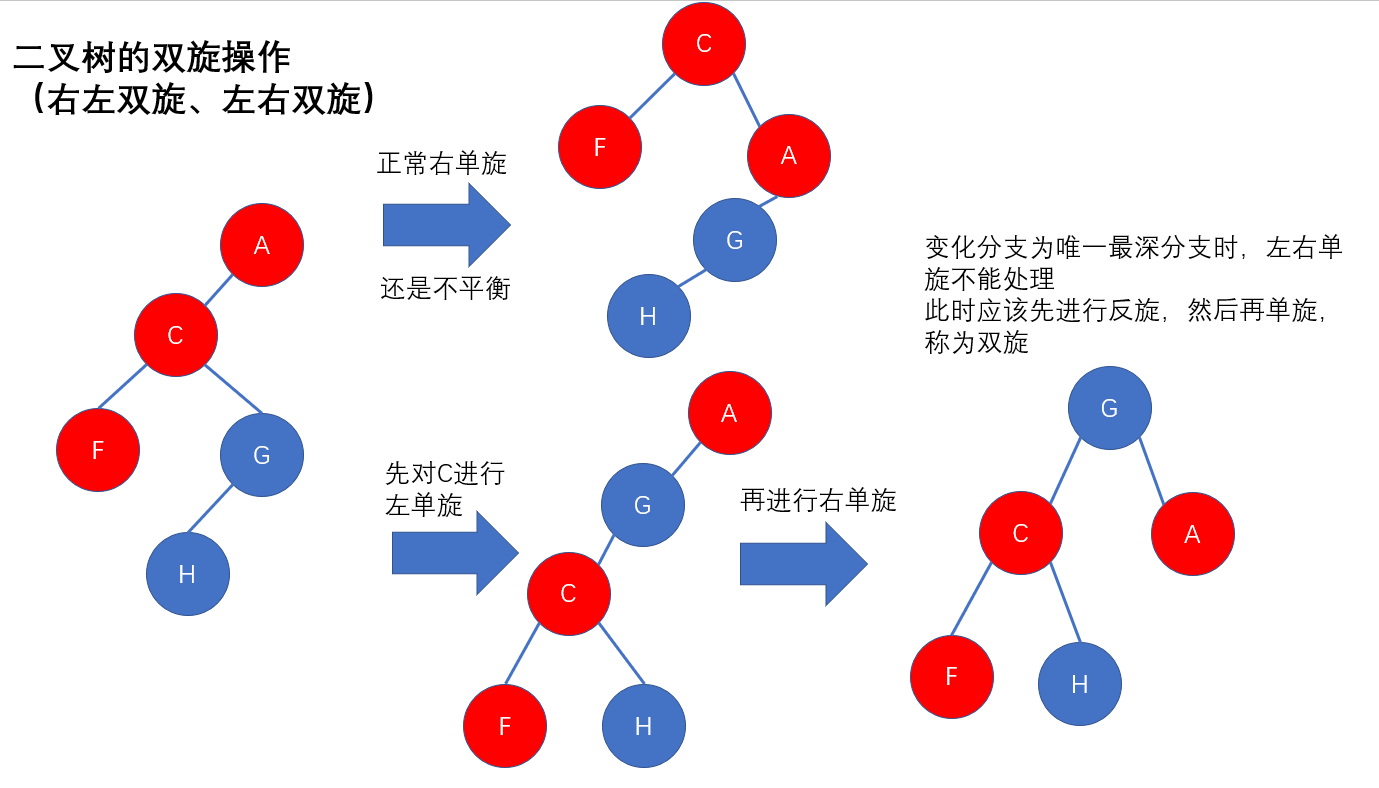 二叉树的双旋操作
（右左双旋、左右双旋）
A
C
F
G
H
正常右单旋
还是不平衡
C
F
A
G
H
先对C进行
左单旋
A
G
C
F
H
再进行右单旋
变化分支为唯一最深分支时，左右单
旋不能处理
此时应该先进行反旋，然后再单旋，
称为双旋
G
C
A
F
H